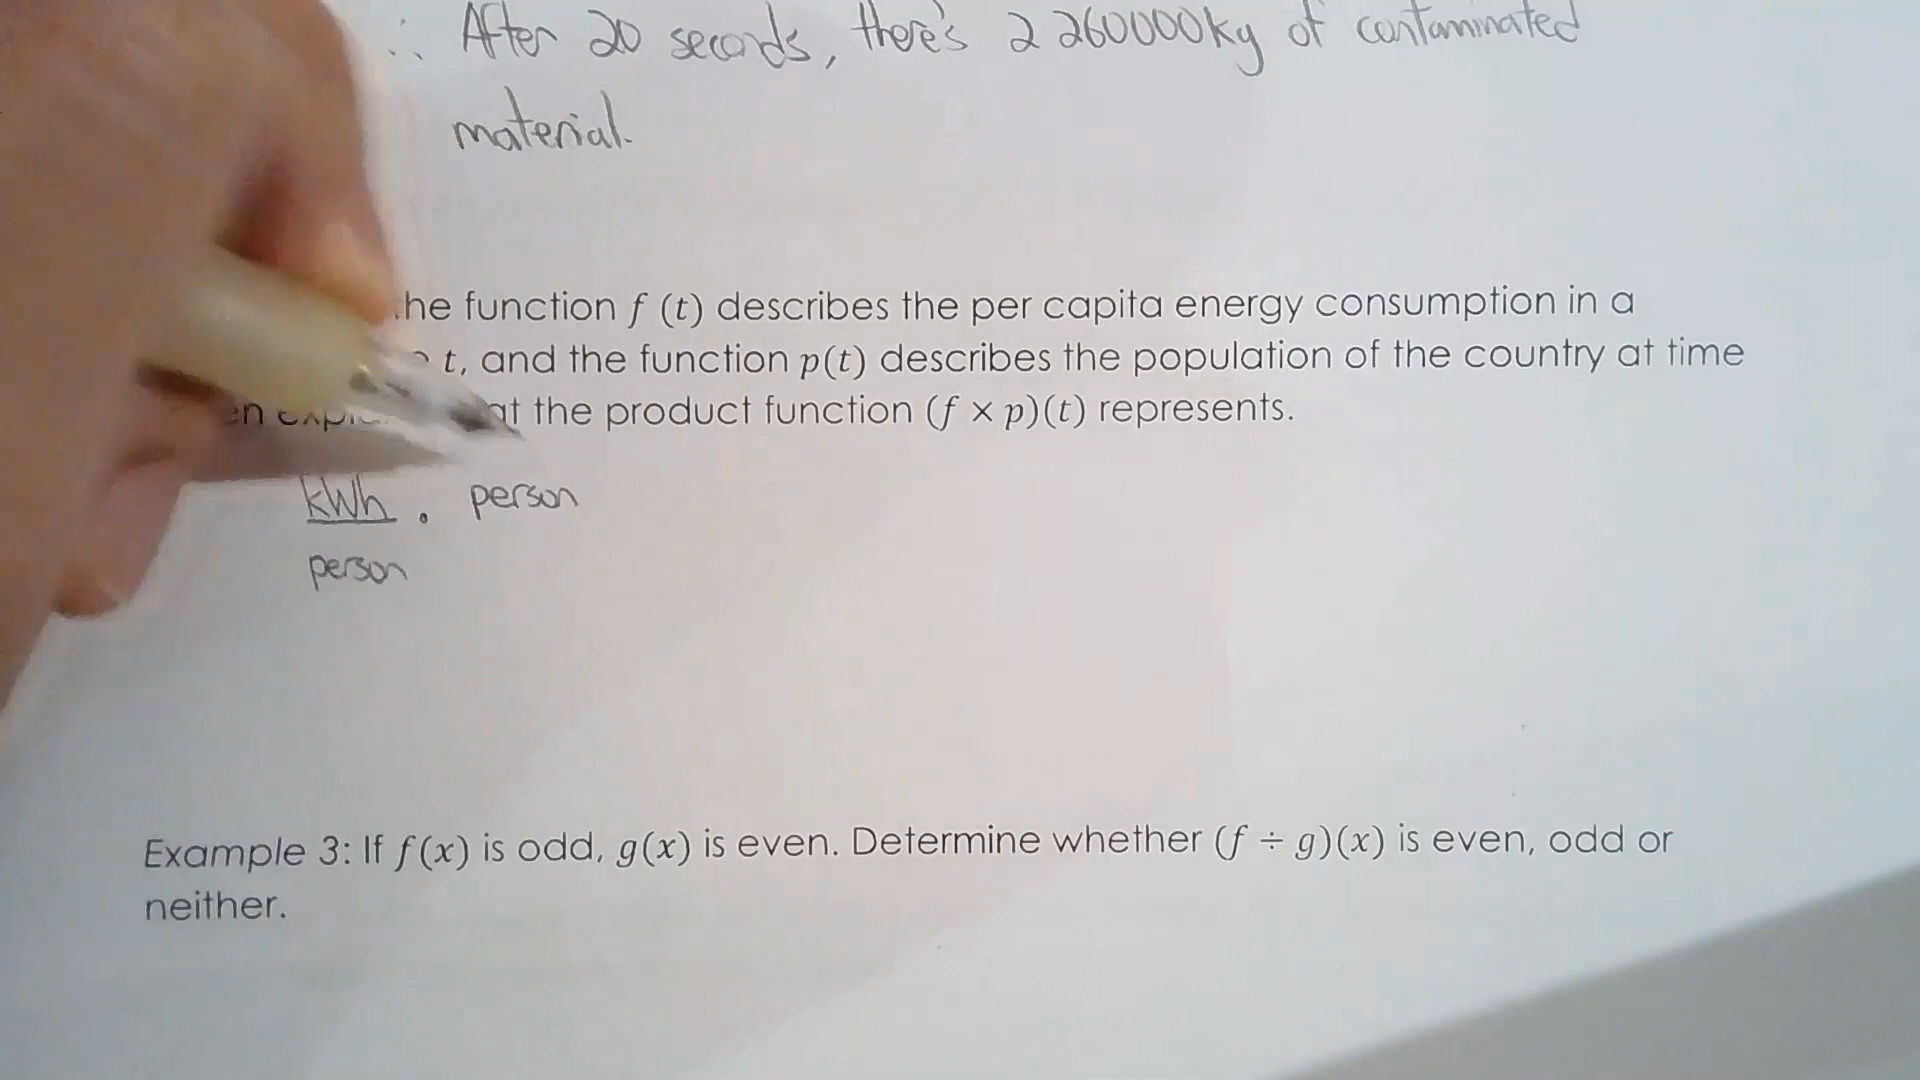 ∴ After 20 seconds, there's 2 260000kg of contaminated
material.
he function f (t) describes the per capita energy consumption in a
t, and the function p(t) describes the population of the country at time
at the product function (f × p)(t) represents.
kWh . person
person
Example 3: If f(x) is odd, g(x) is even. Determine whether (f ÷ g)(x) is even, odd or
neither.